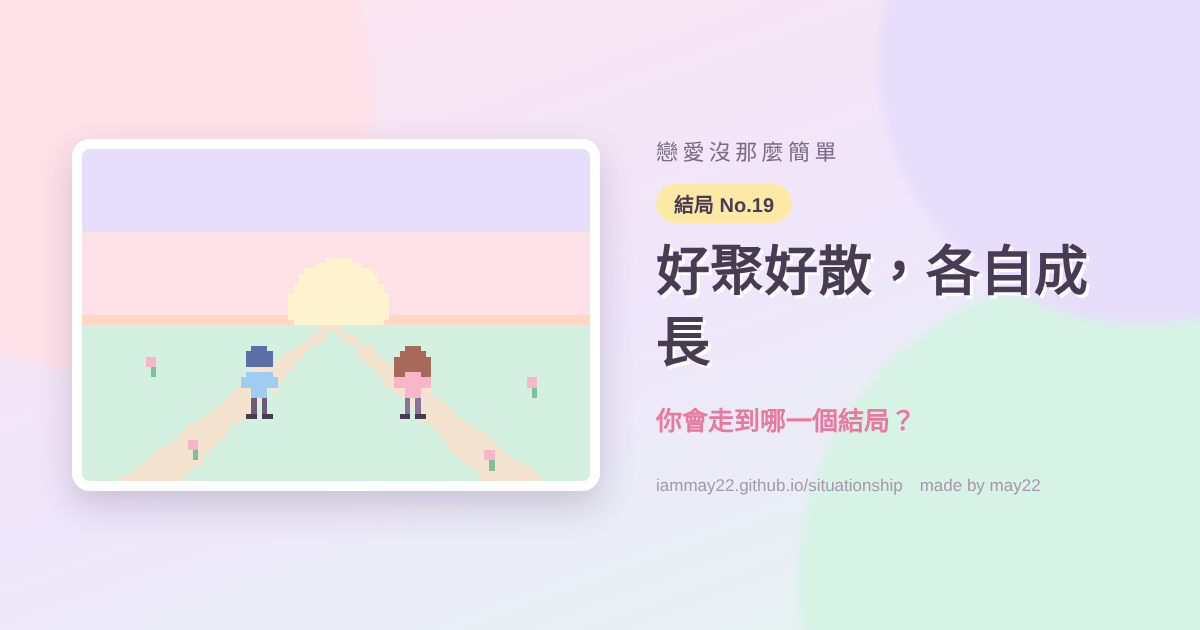 戀愛沒那麼簡單
結局 No.19
好聚好散，各自成
長
你會走到哪一個結局？
iammay22.github.io/situationship made by may22